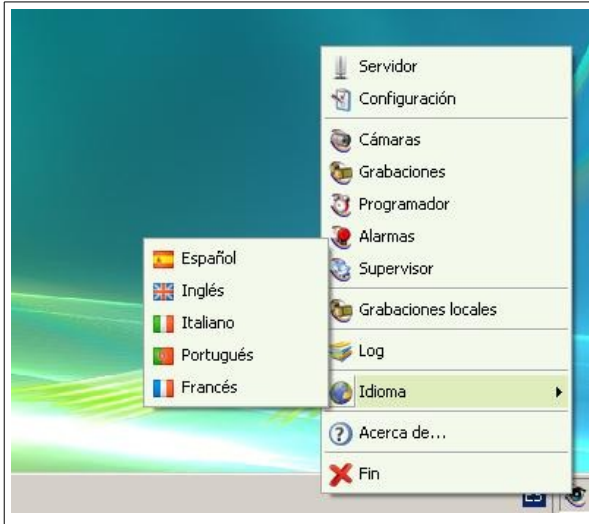 Servidor
Configuración
Cámaras
Grabaciones
Programador
Alarmas
Supervisor
Grabaciones locales
Log
Idioma
Español
Inglés
Italiano
Portugués
Francés
Acerca de...
Fin
ES